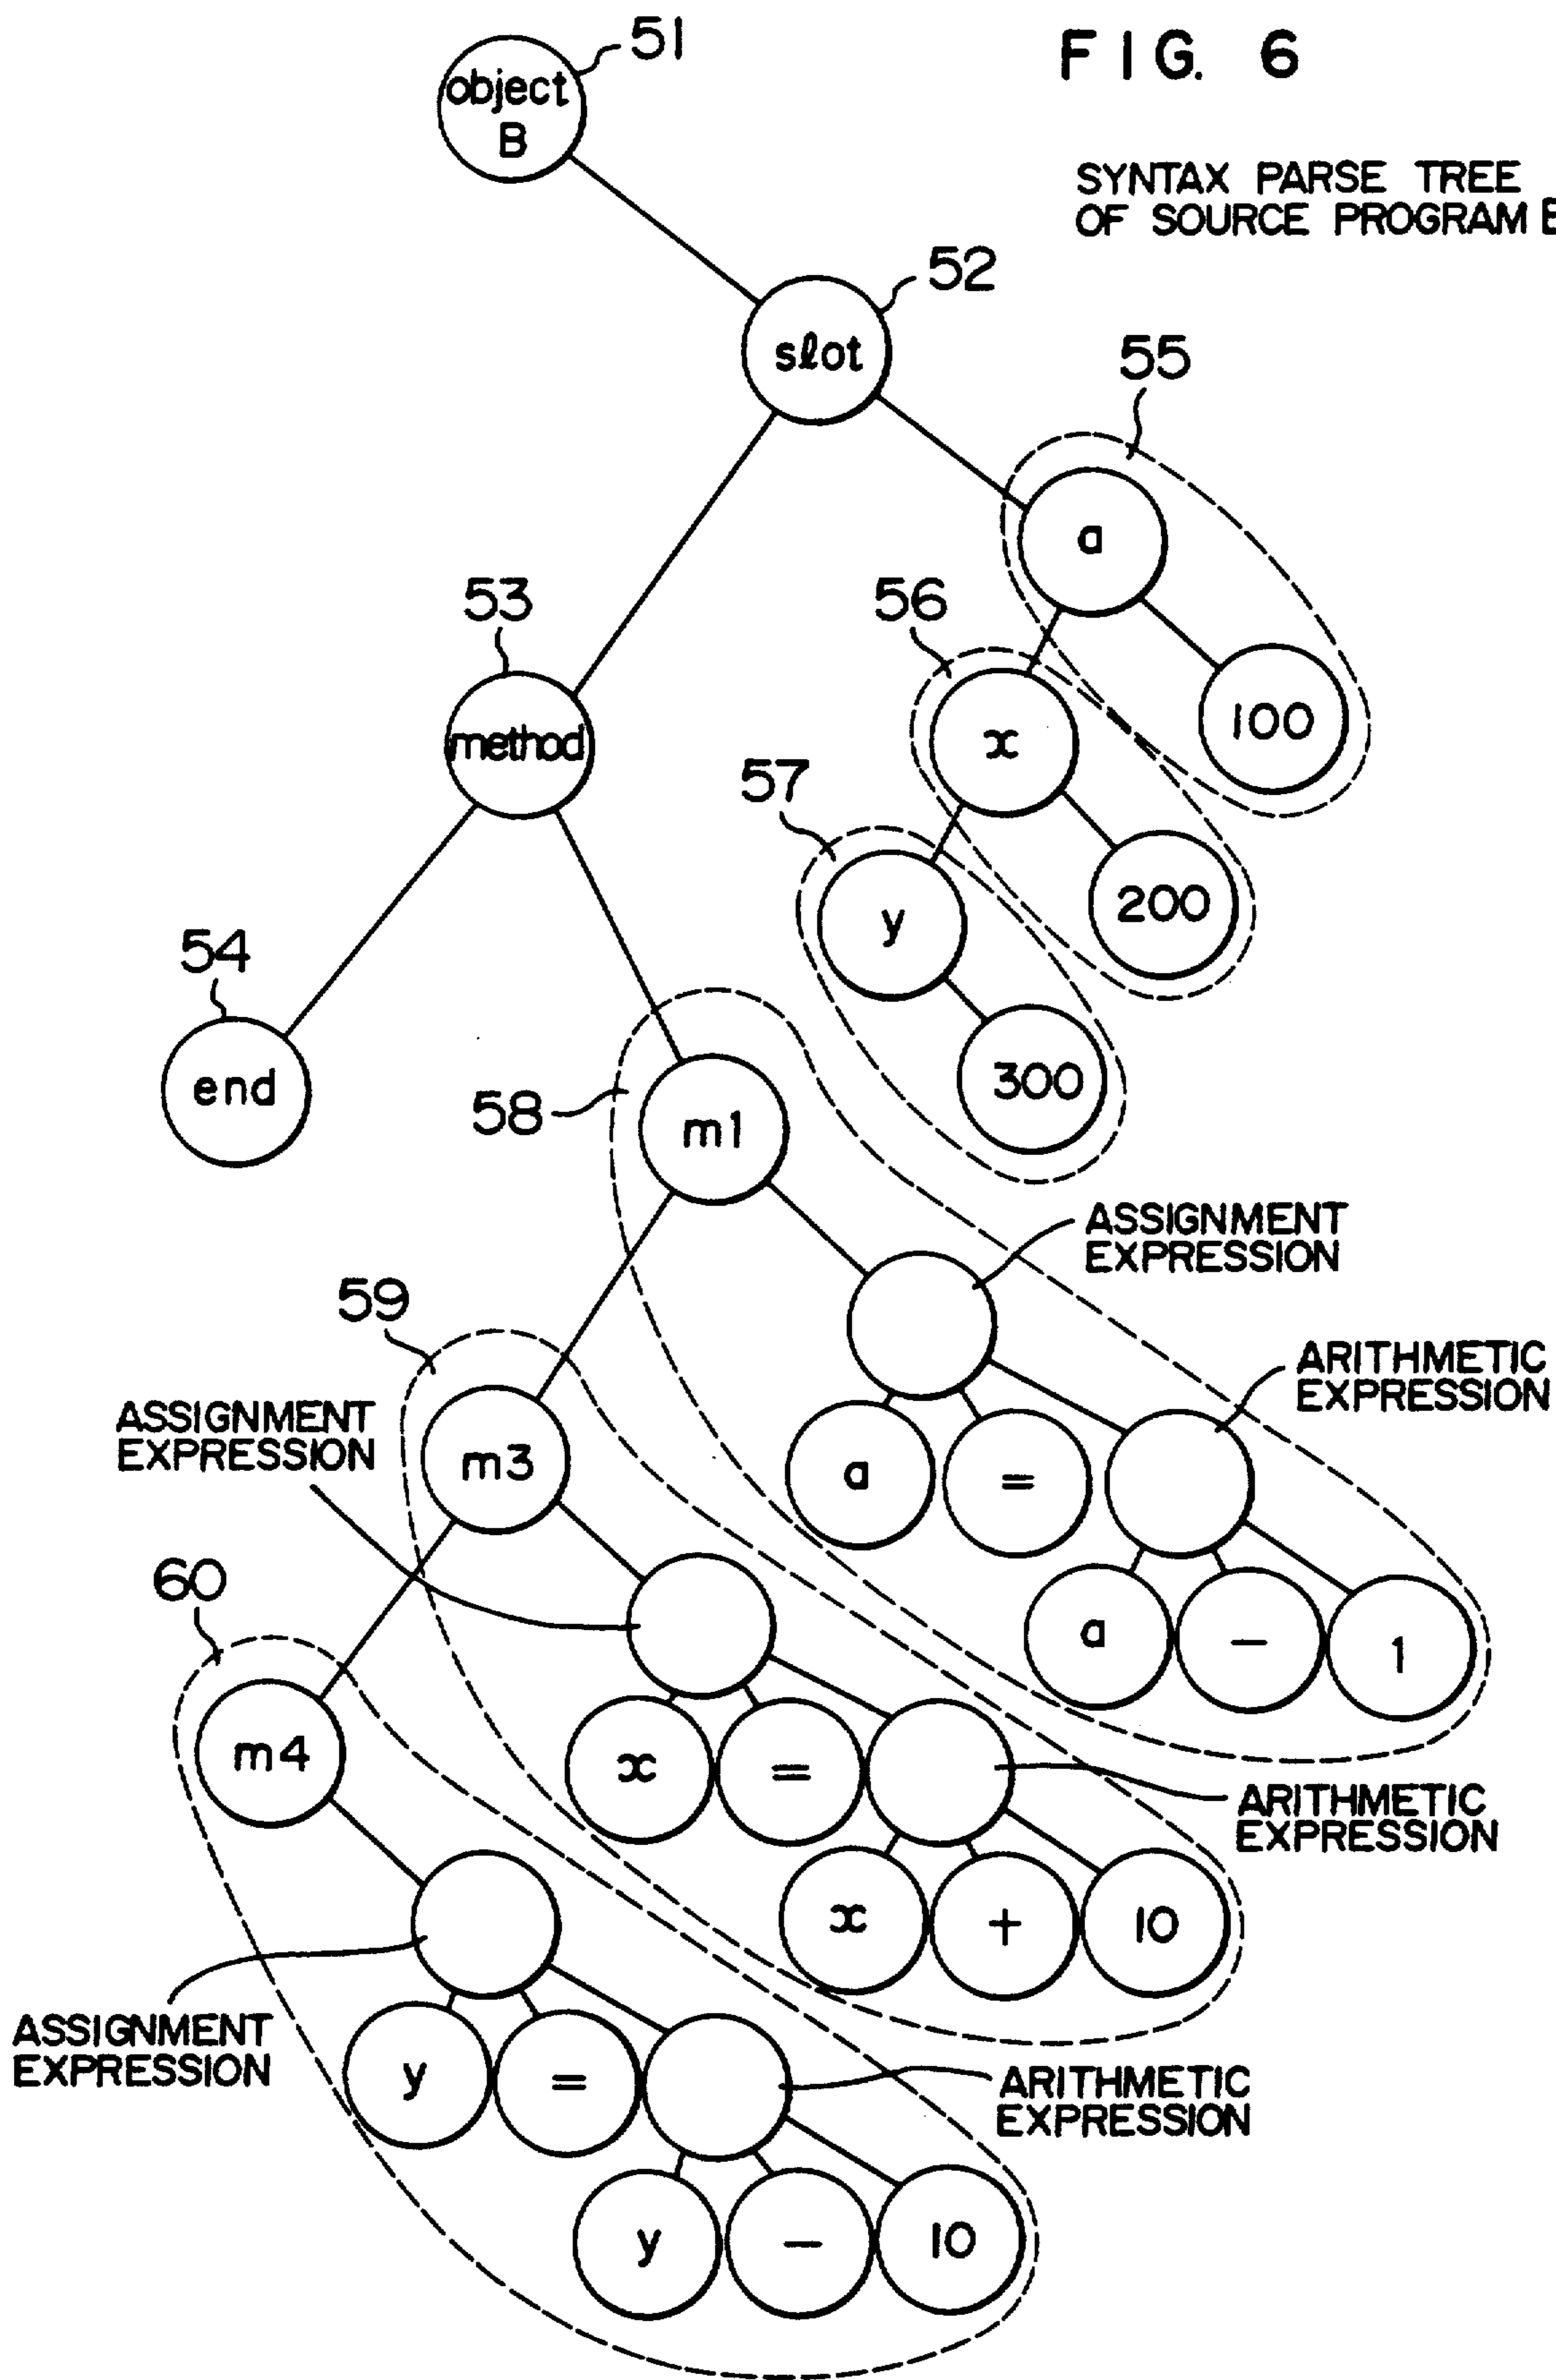 51
FIG. 6
object
B
SYNTAX PARSE TREE
OF SOURCE PROGRAM B
52
slot
55
a
53
56
100
method
x
57
200
y
54
300
end
58
m1
ASSIGNMENT
EXPRESSION
59
ARITHMETIC
EXPRESSION
ASSIGNMENT
EXPRESSION
m3
a
=
60
a
-
1
m4
x
=
ARITHMETIC
EXPRESSION
x
+
10
ASSIGNMENT
EXPRESSION
y
=
ARITHMETIC
EXPRESSION
y
-
10